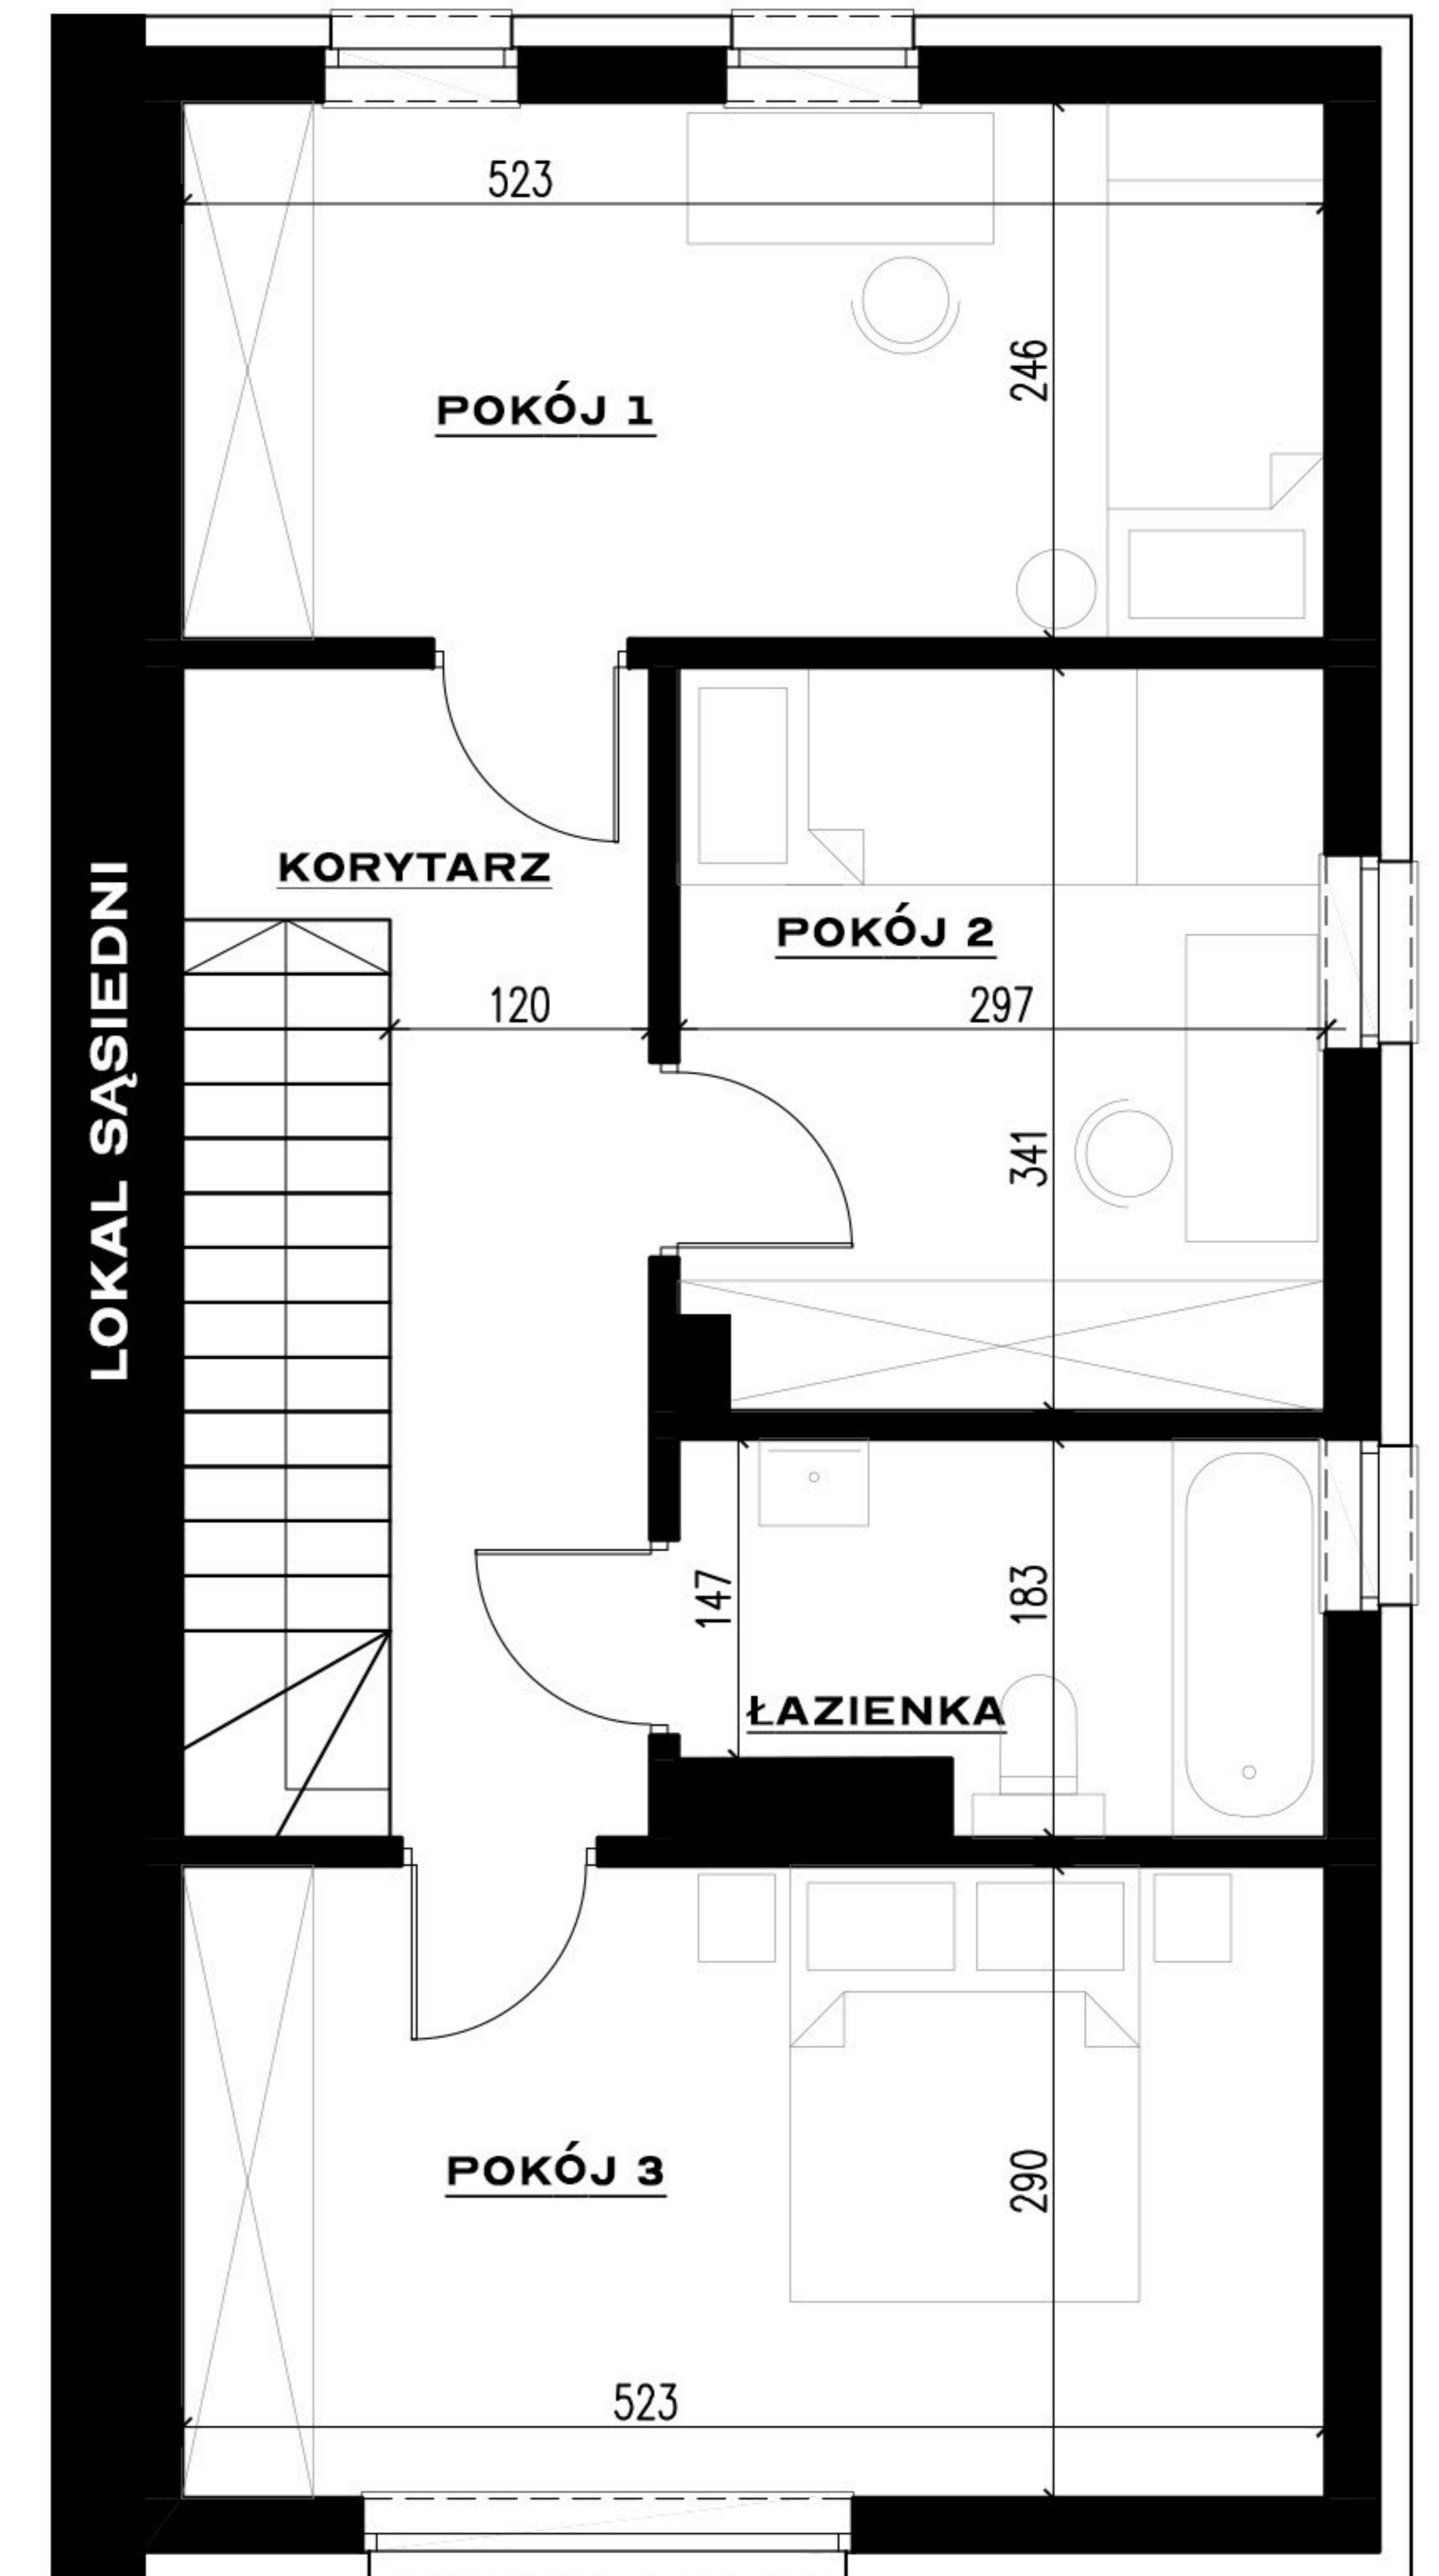 523
246
POKÓJ 1
KORYTARZ
POKÓJ 2
120
297
LOKAL SĄSIEDNI
341
147
183
ŁAZIENKA
POKÓJ 3
290
523